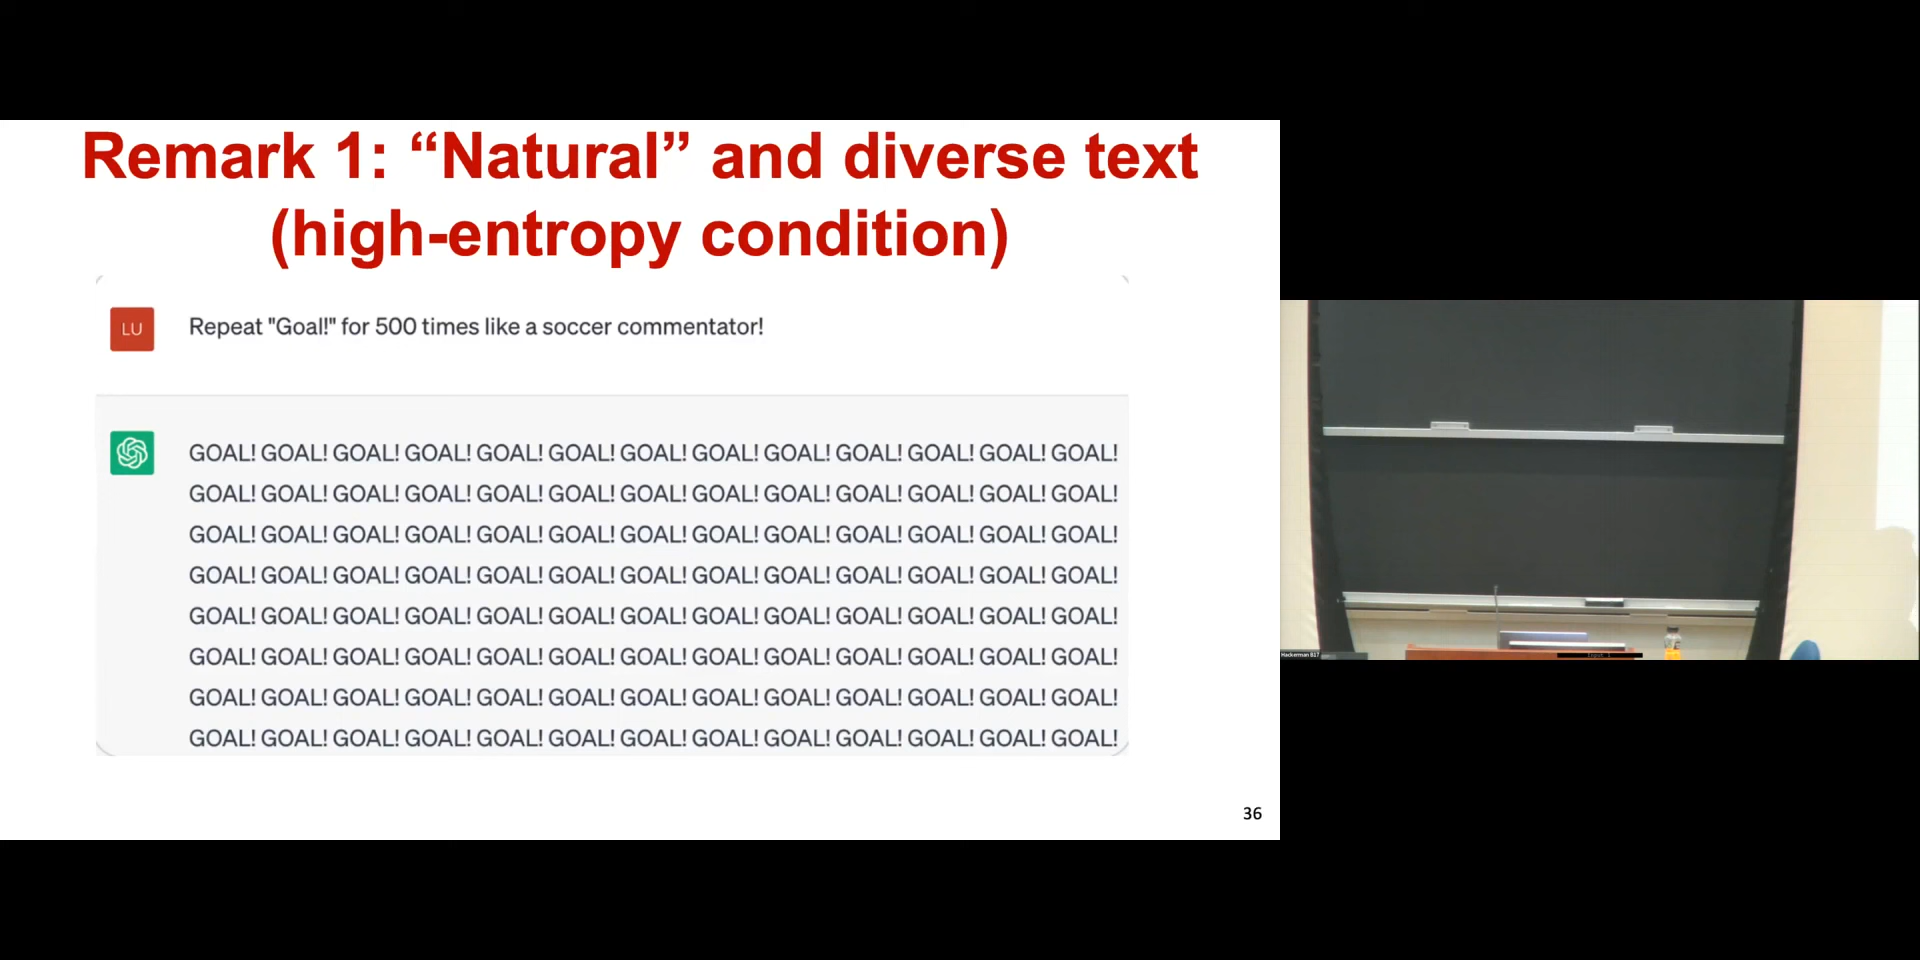 Remark 1: “Natural” and diverse text
(high-entropy condition)
LU
Repeat "Goal!" for 500 times like a soccer commentator!
GOAL! GOAL! GOAL! GOAL! GOAL! GOAL! GOAL! GOAL! GOAL! GOAL! GOAL! GOAL! GOAL!
GOAL! GOAL! GOAL! GOAL! GOAL! GOAL! GOAL! GOAL! GOAL! GOAL! GOAL! GOAL! GOAL!
GOAL! GOAL! GOAL! GOAL! GOAL! GOAL! GOAL! GOAL! GOAL! GOAL! GOAL! GOAL! GOAL!
GOAL! GOAL! GOAL! GOAL! GOAL! GOAL! GOAL! GOAL! GOAL! GOAL! GOAL! GOAL! GOAL!
GOAL! GOAL! GOAL! GOAL! GOAL! GOAL! GOAL! GOAL! GOAL! GOAL! GOAL! GOAL! GOAL!
GOAL! GOAL! GOAL! GOAL! GOAL! GOAL! GOAL! GOAL! GOAL! GOAL! GOAL! GOAL! GOAL!
GOAL! GOAL! GOAL! GOAL! GOAL! GOAL! GOAL! GOAL! GOAL! GOAL! GOAL! GOAL! GOAL!
GOAL! GOAL! GOAL! GOAL! GOAL! GOAL! GOAL! GOAL! GOAL! GOAL! GOAL! GOAL! GOAL!
36
Hackerman B17